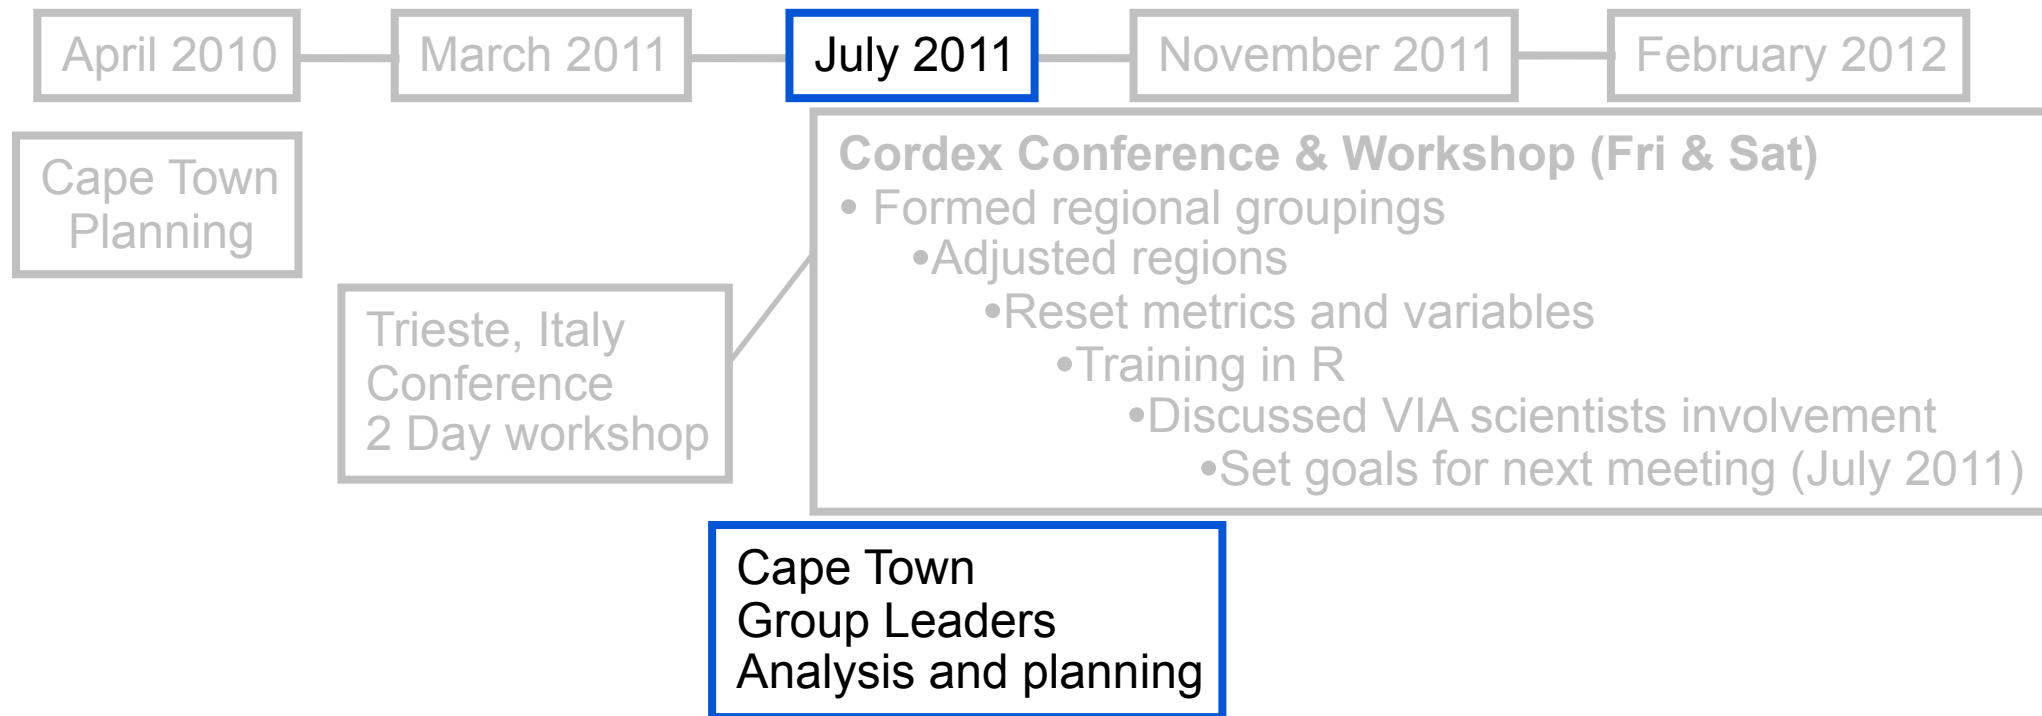 April 2010
March 2011
July 2011
November 2011
February 2012
Cape Town
Planning
Trieste, Italy
Conference
2 Day workshop
Cordex Conference & Workshop (Fri & Sat)
• Formed regional groupings
•Adjusted regions
•Reset metrics and variables
•Training in R
•Discussed VIA scientists involvement
•Set goals for next meeting (July 2011)
Cape Town
Group Leaders
Analysis and planning